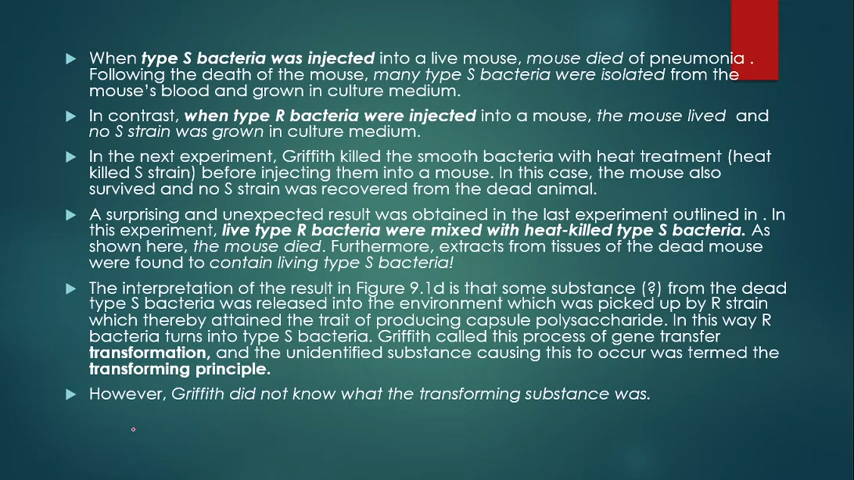 When type S bacteria was injected into a live mouse, mouse died of pneumonia .
Following the death of the mouse, many type S bacteria were isolated from the
mouse's blood and grown in culture medium.
In contrast, when type R bacteria were injected into a mouse, the mouse lived and
no S strain was grown in culture medium.
In the next experiment, Griffith killed the smooth bacteria with heat treatment (heat
killed S strain) before injecting them into a mouse. In this case, the mouse also
survived and no S strain was recovered from the dead animal.
A surprising and unexpected result was obtained in the last experiment outlined in . In
this experiment, live type R bacteria were mixed with heat-killed type S bacteria. As
shown here, the mouse died. Furthermore, extracts from tissues of the dead mouse
were found to contain living type S bacteria!
The interpretation of the result in Figure 9.1d is that some substance (?) from the dead
type S bacteria was released into the environment which was picked up by R strain
which thereby attained the trait of producing capsule polysaccharide. In this way R
bacteria turns into type S bacteria. Griffith called this process of gene transfer
transformation, and the unidentified substance causing this to occur was termed the
transforming principle.
However, Griffith did not know what the transforming substance was.